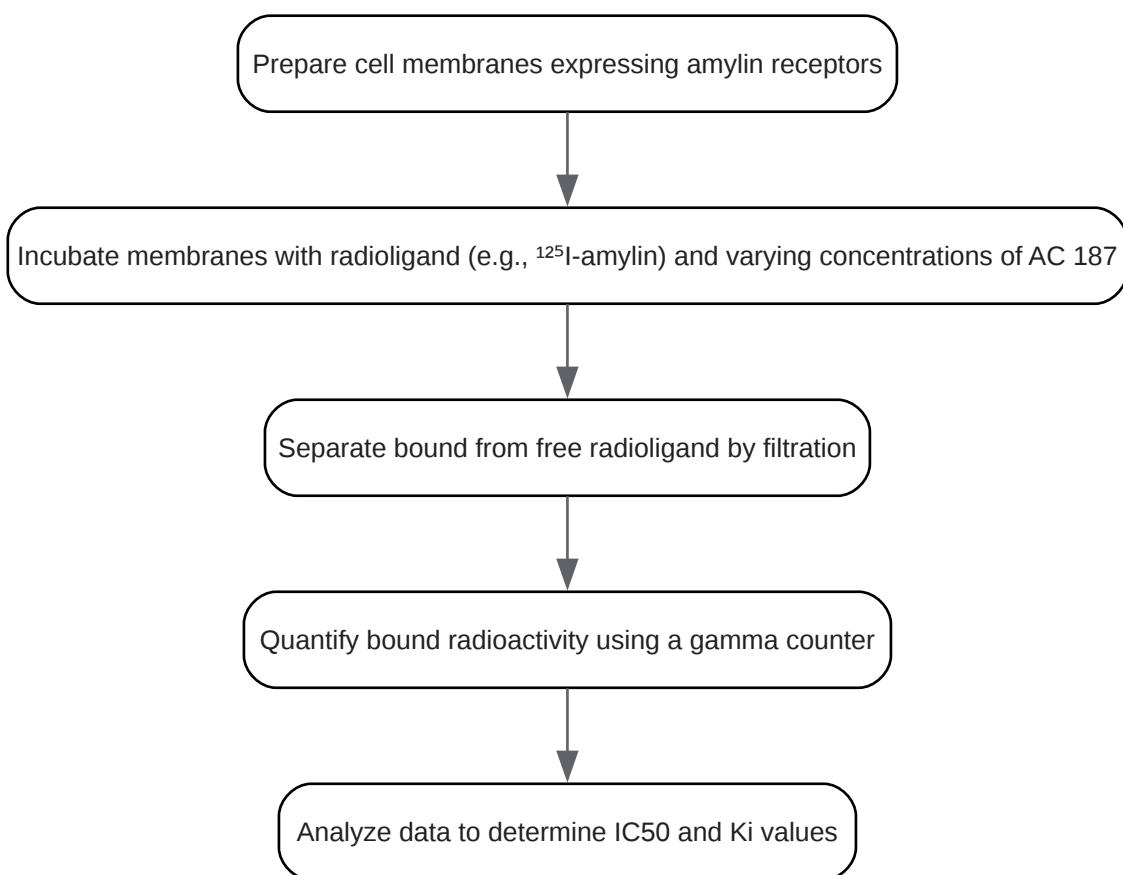 Prepare cell membranes expressing amylin receptors
Incubate membranes with radioligand (e.g., ¹²⁵I-amylin) and varying concentrations of AC 187
Separate bound from free radioligand by filtration
Quantify bound radioactivity using a gamma counter
Analyze data to determine IC50 and Ki values